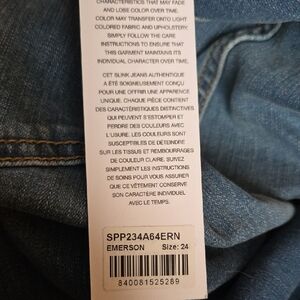 CHARACTERISTICS THAT MAY FADE
AND LOSE COLOR OVER TIME.
COLOR MAY TRANSFER ONTO LIGHT
COLORED FABRIC AND UPHOLSTERY.
SIMPLY FOLLOW THE CARE
INSTRUCTIONS TO ENSURE THAT
THIS GARMENT MAINTAINS ITS
INDIVIDUAL CHARACTER OVER TIME.
CET SLINK JEANS AUTHENTIQUE
A ÉTÉ SOIGNEUSEMENT CONÇU
POUR UNE OFFRIR UNE APPARENCE
UNIQUE. CHAQUE PIÈCE CONTIENT
DES CARACTÉRISTIQUES DISTINCTIVES
QUI PEUVENT S'ESTOMPER ET
PERDRE DES COULEURS AVEC
L'USAGE. LES COULEURS SONT
SUSCEPTIBLES DE DÉTEINDRE
SUR LES TISSUS ET REMBOURRAGES
DE COULEUR CLAIRE. SUIVEZ
SIMPLEMENT LES INSTRUCTIONS
DE SOINS POUR VOUS ASSURER
QUE CE VÊTEMENT CONSERVE
SON CARACTÈRE INDIVIDUEL
AVEC LE TEMPS.
SPP234A64ERN
EMERSON Size: 24
840081525289